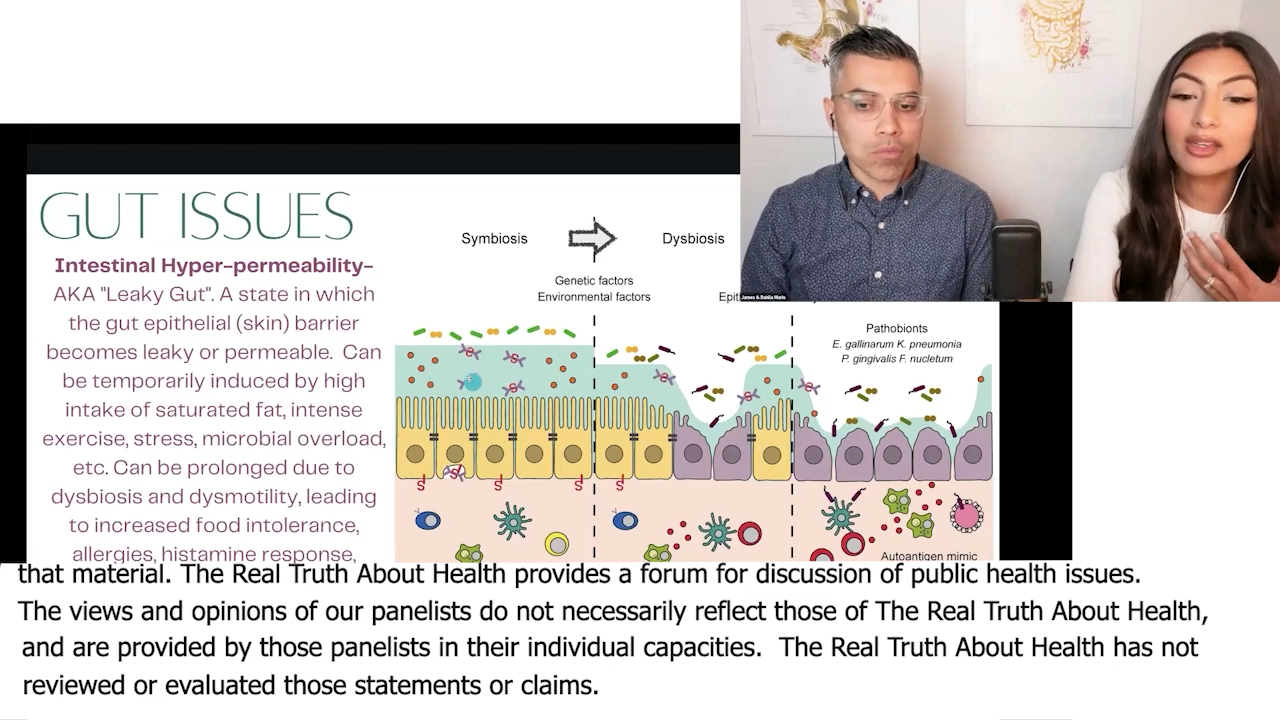 GUT ISSUES
Intestinal Hyper-permeability-
AKA "Leaky Gut". A state in which
the gut epithelial (skin) barrier
becomes leaky or permeable. Can
be temporarily induced by high
intake of saturated fat, intense
exercise, stress, microbial overload,
etc. Can be prolonged due to
dysbiosis and dysmotility, leading
to increased food intolerance,
allergies, histamine response,
Symbiosis
Dysbiosis
Genetic factors
Environmental factors
Pathobionts
E. gallinarum K. pneumonia
P. gingivalis F. nucletum
Autoantigen mimic
James & Dahlia Marin
that material. The Real Truth About Health provides a forum for discussion of public health issues.
The views and opinions of our panelists do not necessarily reflect those of The Real Truth About Health,
and are provided by those panelists in their individual capacities. The Real Truth About Health has not
reviewed or evaluated those statements or claims.